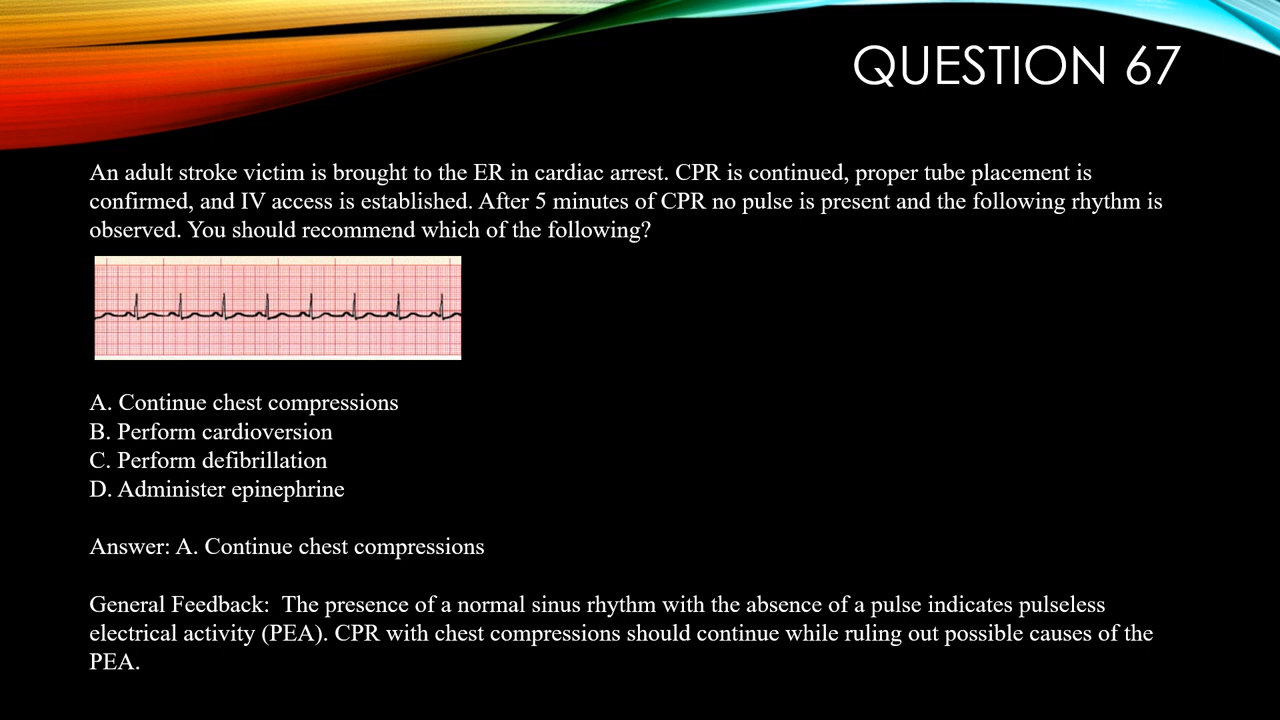 QUESTION 67
An adult stroke victim is brought to the ER in cardiac arrest. CPR is continued, proper tube placement is
confirmed, and IV access is established. After 5 minutes of CPR no pulse is present and the following rhythm is
observed. You should recommend which of the following?
A. Continue chest compressions
B. Perform cardioversion
C. Perform defibrillation
D. Administer epinephrine
Answer: A. Continue chest compressions
General Feedback:  The presence of a normal sinus rhythm with the absence of a pulse indicates pulseless
electrical activity (PEA). CPR with chest compressions should continue while ruling out possible causes of the
PEA.